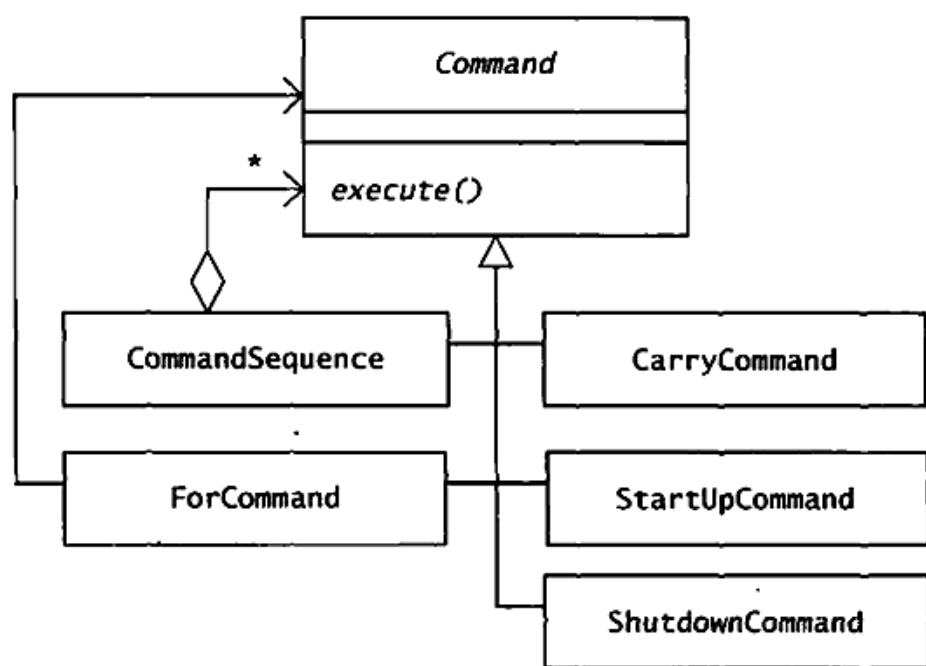 Command
*
execute()
CommandSequence
CarryCommand
ForCommand
StartUpCommand
ShutdownCommand